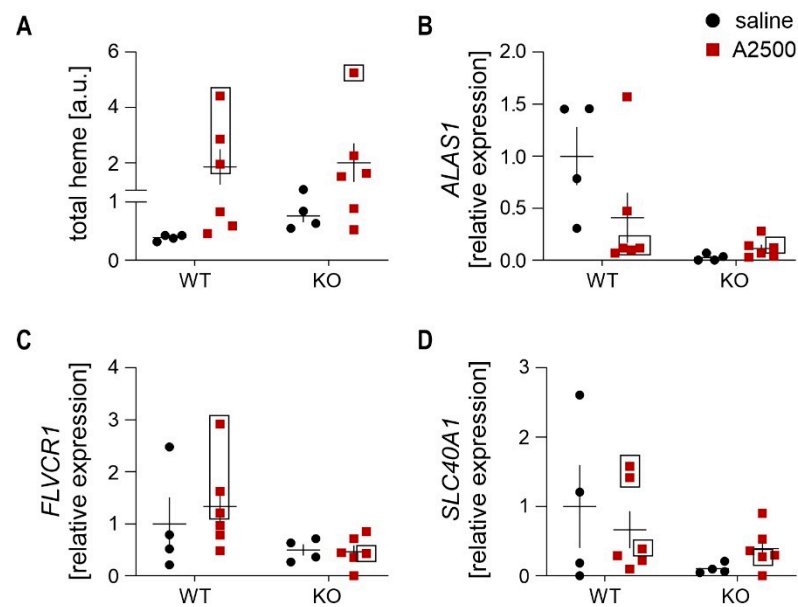 A
total heme [a.u.]
6
4
2
1
0
WT
KO
B
saline
A2500
ALAS1
[relative expression]
2.0
1.5
1.0
0.5
0.0
WT
KO
C
FLVCR1
[relative expression]
4
3
2
1
0
WT
KO
D
SLC40A1
[relative expression]
3
2
1
0
WT
KO